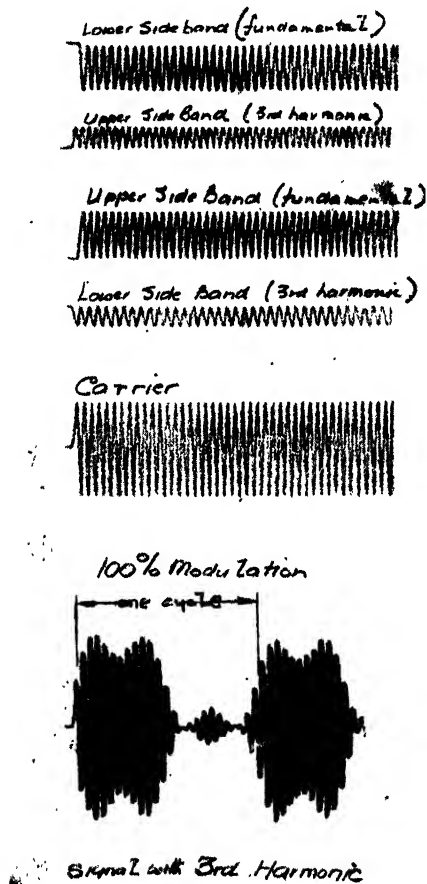 Lower Side band (fundamental)
Upper Side Band (3rd harmonic)
Upper Side Band (fundamental)
Lower Side Band (3rd harmonic)
Carrier
100% Modulation
one cycle
Signal with 3rd Harmonic